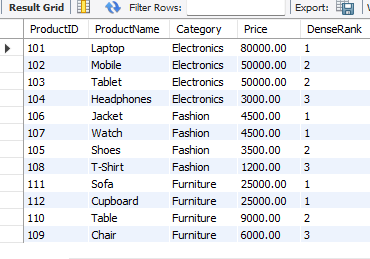 Result Grid Filter Rows: Export:
ProductID ProductName Category Price DenseRank
101 Laptop Electronics 80000.00 1
102 Mobile Electronics 50000.00 2
103 Tablet Electronics 50000.00 2
104 Headphones Electronics 3000.00 3
106 Jacket Fashion 4500.00 1
107 Watch Fashion 4500.00 1
105 Shoes Fashion 3500.00 2
108 T-Shirt Fashion 1200.00 3
111 Sofa Furniture 25000.00 1
112 Cupboard Furniture 25000.00 1
110 Table Furniture 9000.00 2
109 Chair Furniture 6000.00 3